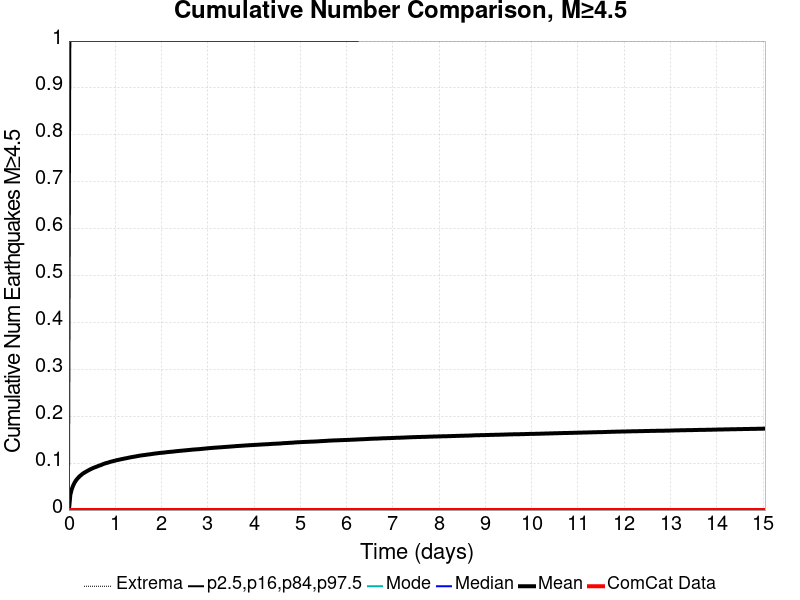 Cumulative Number Comparison, M≥4.5
Cumulative Num Earthquakes M≥4.5
1
0.9
0.8
0.7
0.6
0.5
0.4
0.3
0.2
0.1
0
0 1 2 3 4 5 6 7 8 9 10 11 12 13 14 15
Time (days)
Extrema p2.5,p16,p84,p97.5 Mode Median Mean ComCat Data